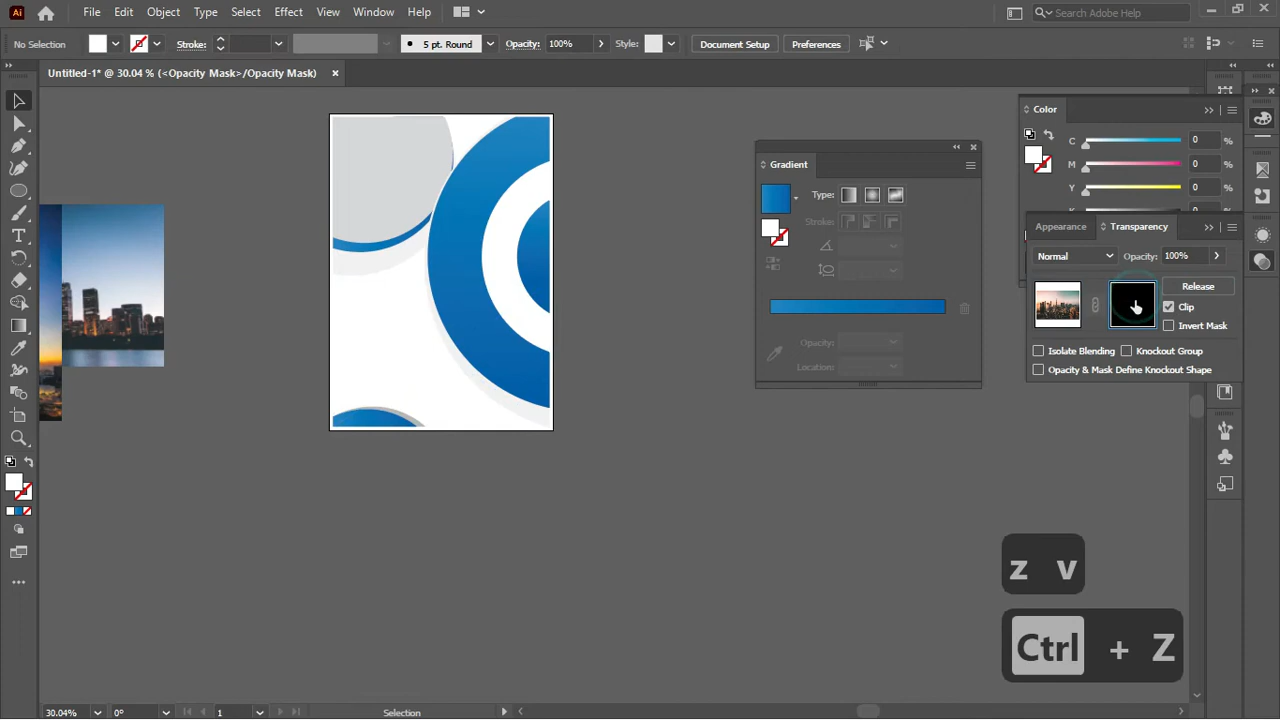 Ai File Edit Object Type Select Effect View Window Help Search Adobe Help
No Selection Stroke: 5 pt. Round Opacity: 100% Style: Document Setup Preferences
Untitled-1* @ 30.04 % (<Opacity Mask>/Opacity Mask)
Color
C 0 %
M 0 %
Y 0 %
Gradient
Type:
Stroke:
Opacity:
Location:
Appearance Transparency
Normal Opacity: 100%
Release
Clip
Invert Mask
Isolate Blending Knockout Group
Opacity & Mask Define Knockout Shape
z v
Ctrl + Z
30.04% 0° 1 Selection